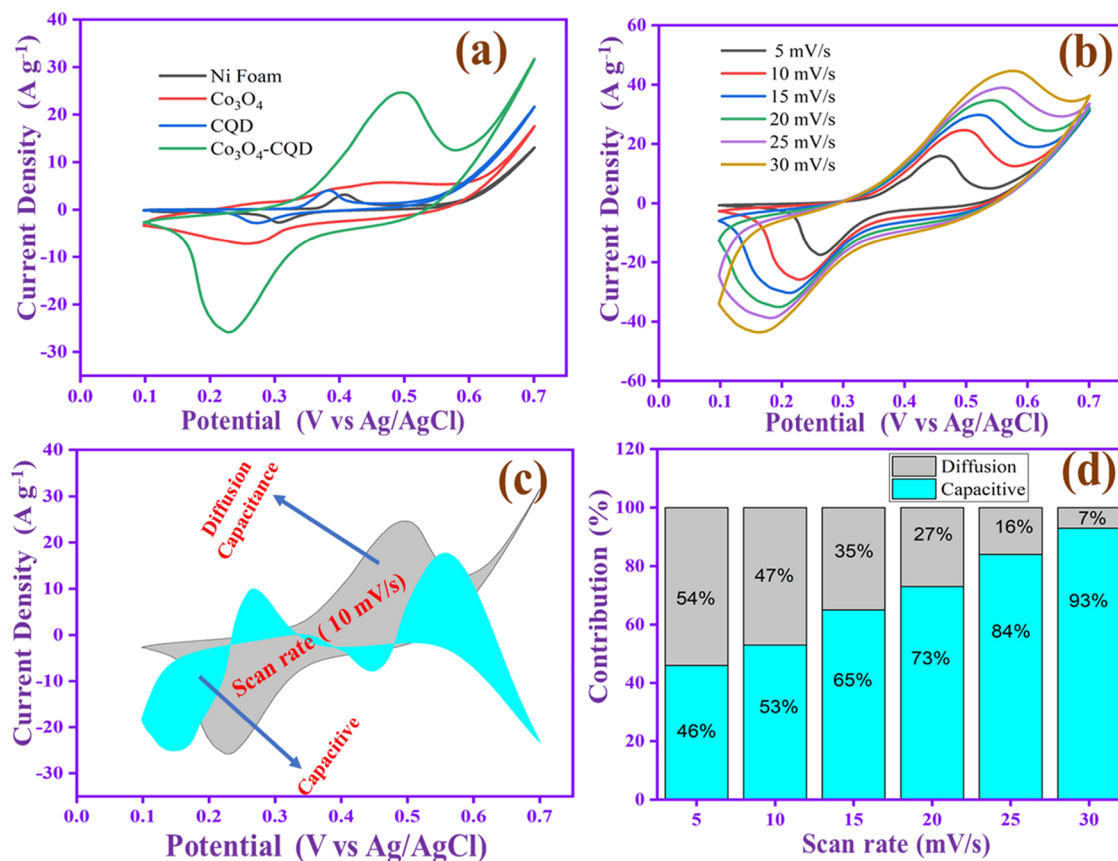 (a)
Current Density (A g⁻¹)
40
30
20
10
0
-10
-20
-30
Ni Foam
Co₃O₄
CQD
Co₃O₄-CQD
0.0 0.1 0.2 0.3 0.4 0.5 0.6 0.7
Potential (V vs Ag/AgCl)
(b)
Current Density (A g⁻¹)
60
40
20
0
-20
-40
-60
5 mV/s
10 mV/s
15 mV/s
20 mV/s
25 mV/s
30 mV/s
0.0 0.1 0.2 0.3 0.4 0.5 0.6 0.7
Potential (V vs Ag/AgCl)
(c)
Current Density (A g⁻¹)
40
30
20
10
0
-10
-20
-30
Diffusion
Capacitance
Scan rate ( 10 mV/s)
Capacitive
0.0 0.1 0.2 0.3 0.4 0.5 0.6 0.7
Potential (V vs Ag/AgCl)
(d)
Contribution (%)
120
100
80
60
40
20
0
Diffusion
Capacitive
54% 47% 35% 27% 16% 7%
46% 53% 65% 73% 84% 93%
5 10 15 20 25 30
Scan rate (mV/s)